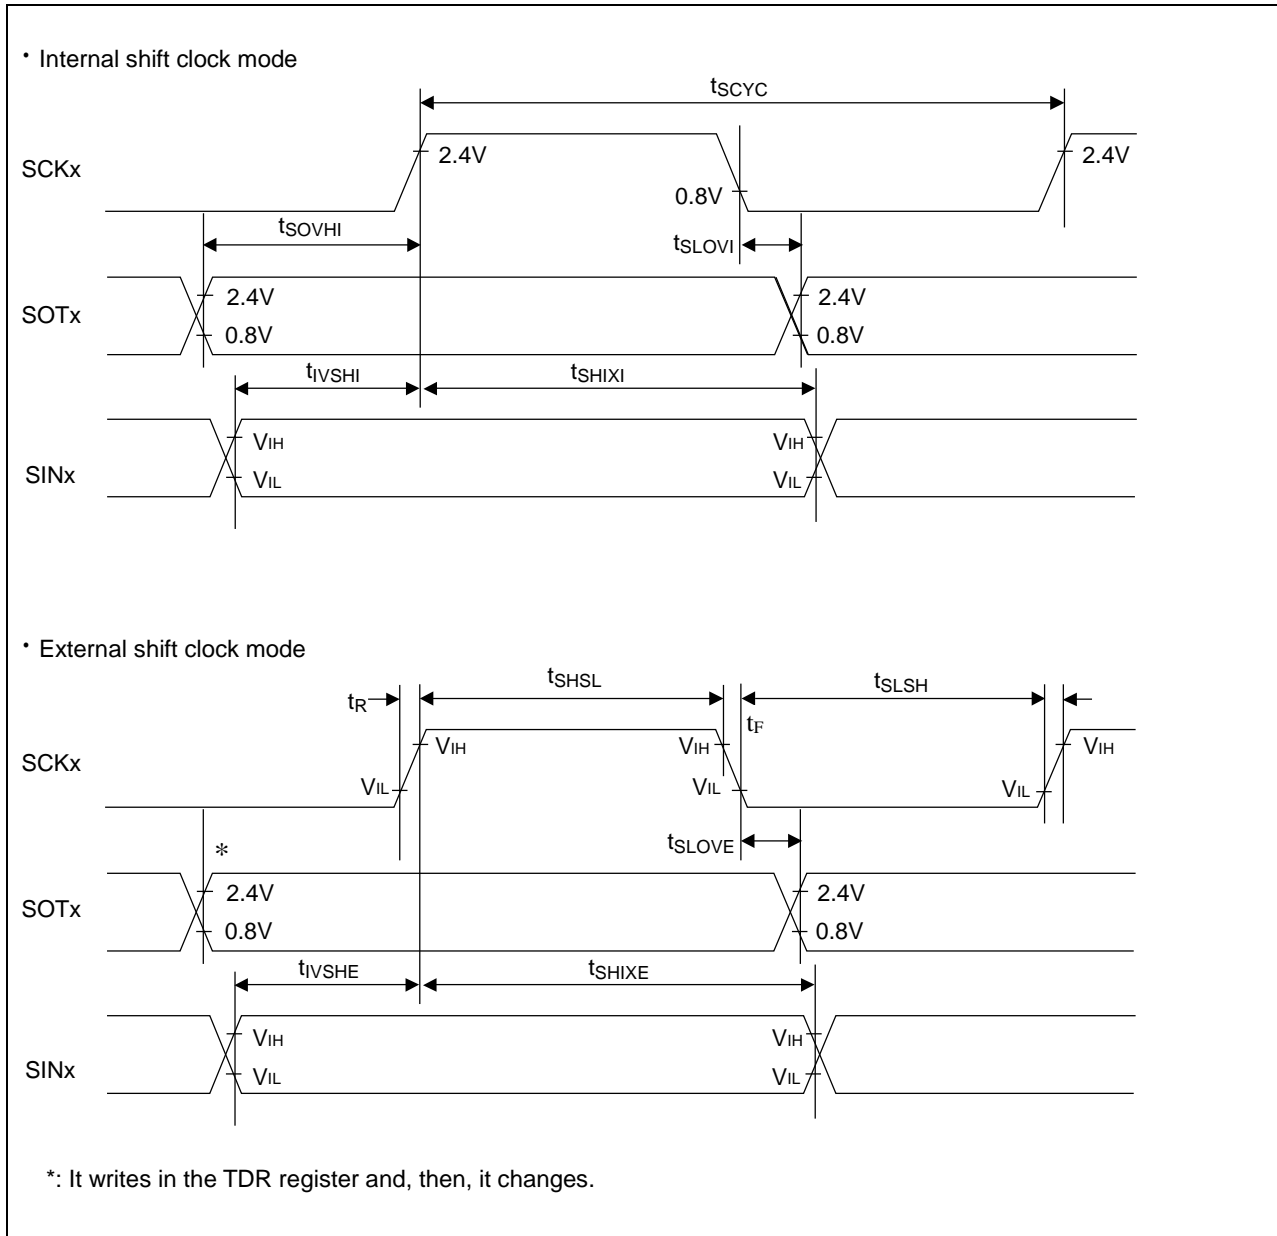 ・Internal shift clock mode
tSCYC
SCKx
2.4V
0.8V
2.4V
tSOVHI
tSLOVI
SOTx
2.4V
0.8V
2.4V
0.8V
tIVSHI
tSHIXI
SINx
VIH
VIL
VIH
VIL
・External shift clock mode
tR
tSHSL
tSLSH
tF
SCKx
VIH
VIL
VIH
VIL
VIH
VIL
tSLOVE
*
SOTx
2.4V
0.8V
2.4V
0.8V
tIVSHE
tSHIXE
SINx
VIH
VIL
VIH
VIL
*: It writes in the TDR register and, then, it changes.